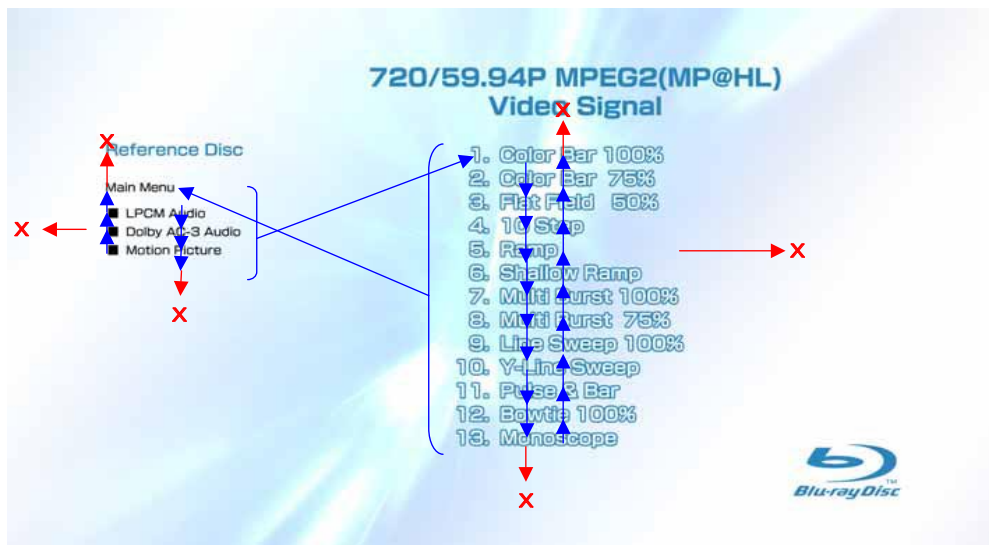 720/59.94P MPEG2(MP@HL)
Video Signal
Reference Disc
Main Menu
■ LPCM Audio
■ Dolby AC-3 Audio
■ Motion Picture
1. Color Bar 100%
2. Color Bar 75%
3. Flat Field 50%
4. 10 Step
5. Ramp
6. Shallow Ramp
7. Multi Burst 100%
8. Multi Burst 75%
9. Line Sweep 100%
10. Y-Line Sweep
11. Pulse & Bar
12. Bowtie 100%
13. Monoscope
X
X
X
X
X
X
Blu-ray Disc™